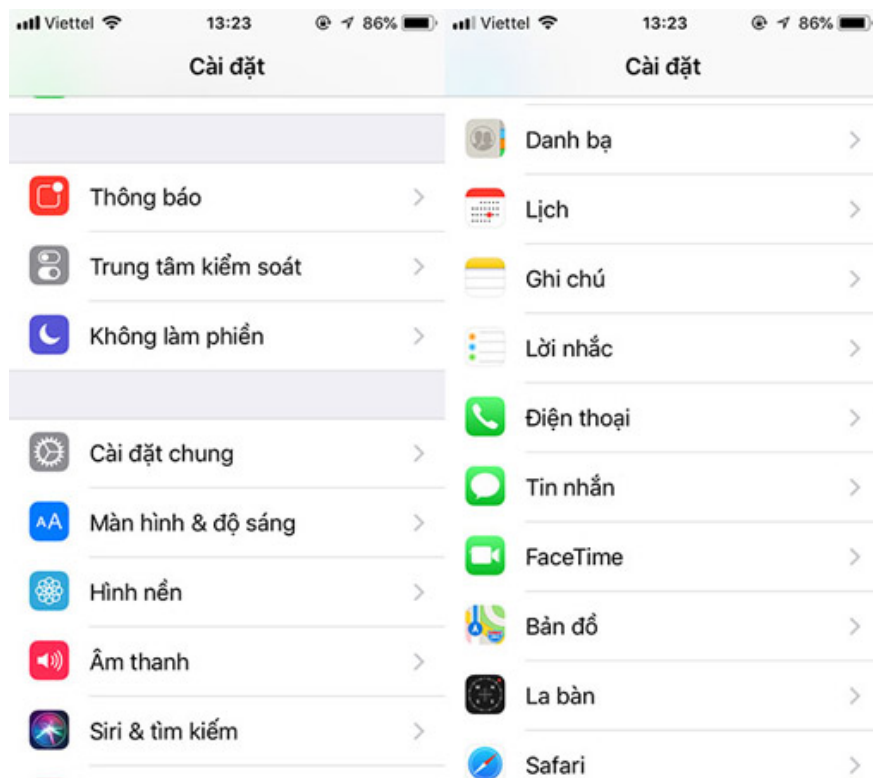 Viettel 13:23 86%
Cài đặt
Thông báo
Trung tâm kiểm soát
Không làm phiền
Cài đặt chung
AA Màn hình & độ sáng
Hình nền
Âm thanh
Siri & tìm kiếm
Viettel 13:23 86%
Cài đặt
Danh bạ
Lịch
Ghi chú
Lời nhắc
Điện thoại
Tin nhắn
FaceTime
Bản đồ
La bàn
Safari